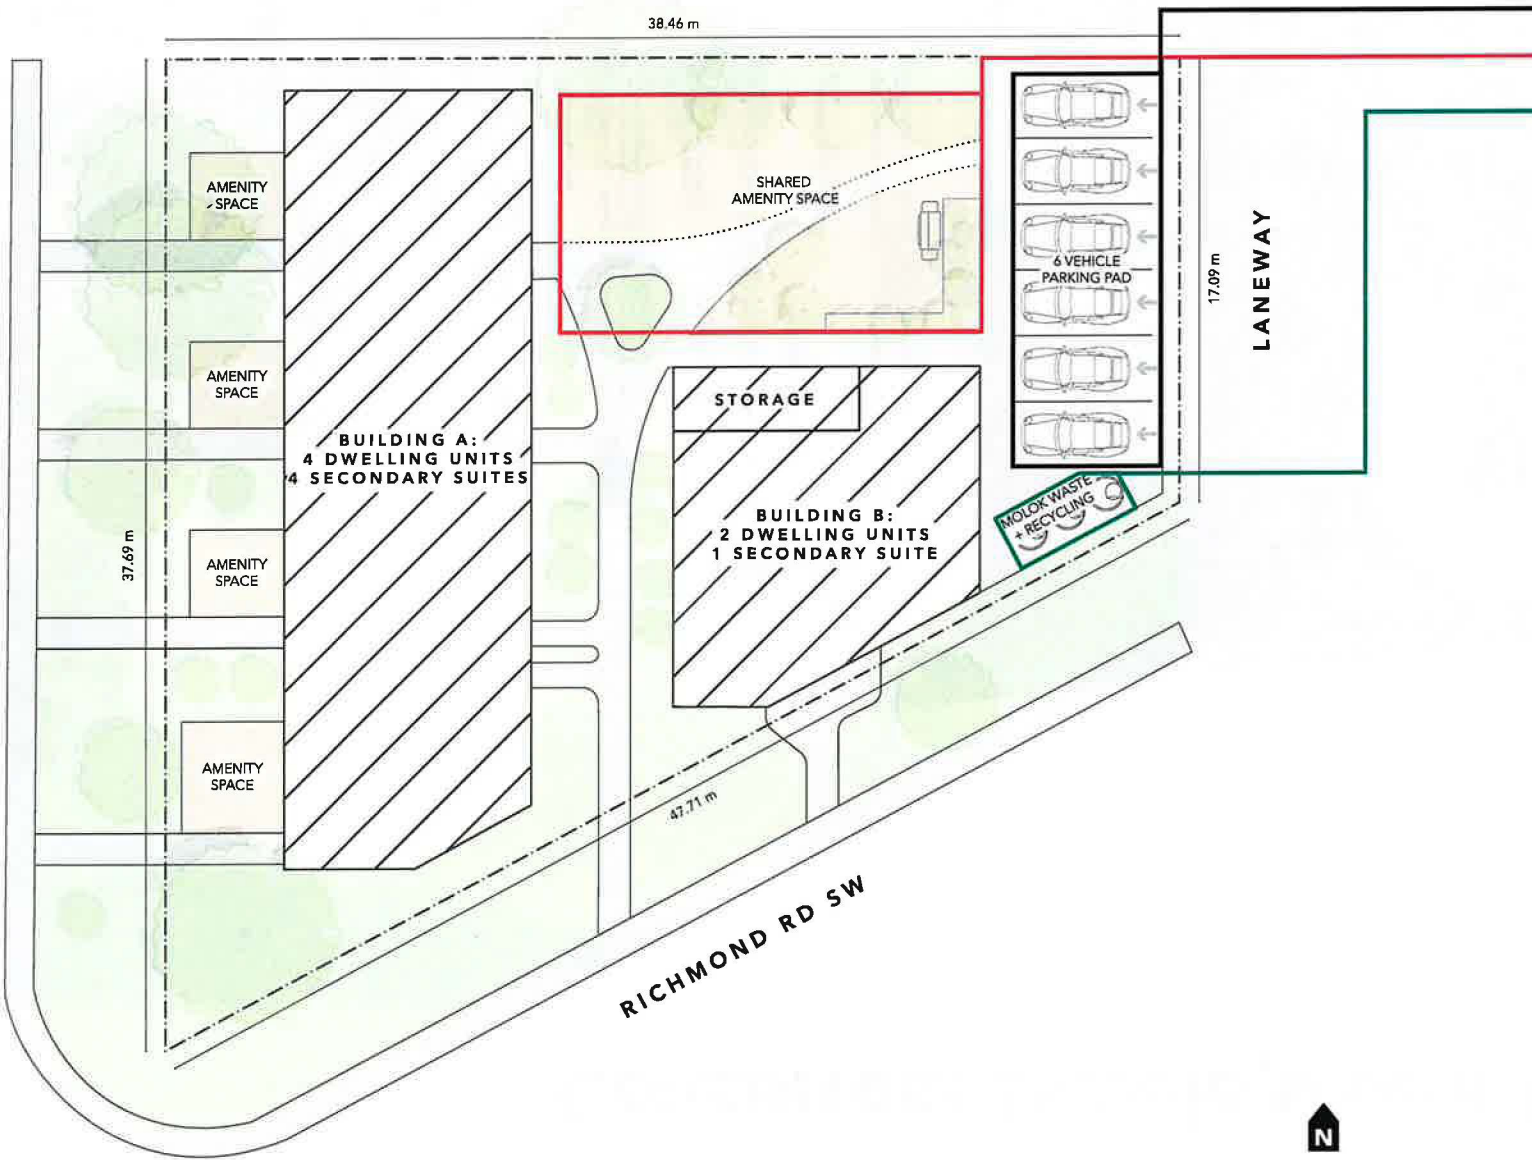 38.46 m
AMENITY
SPACE
SHARED
AMENITY SPACE
6 VEHICLE
PARKING PAD
17.09 m
LANEWAY
AMENITY
SPACE
STORAGE
BUILDING A:
4 DWELLING UNITS
4 SECONDARY SUITES
MOLOK WASTE
+ RECYCLING
BUILDING B:
2 DWELLING UNITS
1 SECONDARY SUITE
37.69 m
AMENITY
SPACE
AMENITY
SPACE
47.71 m
RICHMOND RD SW
N